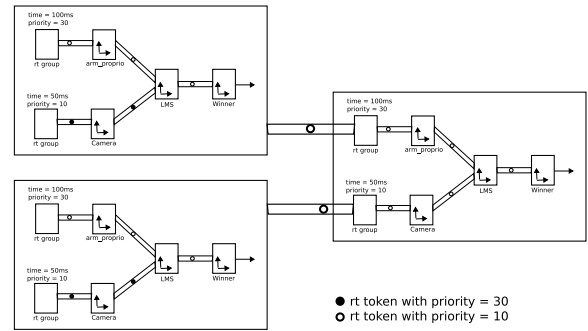 time = 100ms
priority = 30
rt group
arm_proprio
time = 50ms
priority = 10
rt group
Camera
LMS
Winner
time = 100ms
priority = 30
rt group
arm_proprio
time = 50ms
priority = 10
rt group
Camera
LMS
Winner
time = 100ms
priority = 30
rt group
arm_proprio
time = 50ms
priority = 10
rt group
Camera
LMS
Winner
rt token with priority = 30
rt token with priority = 10